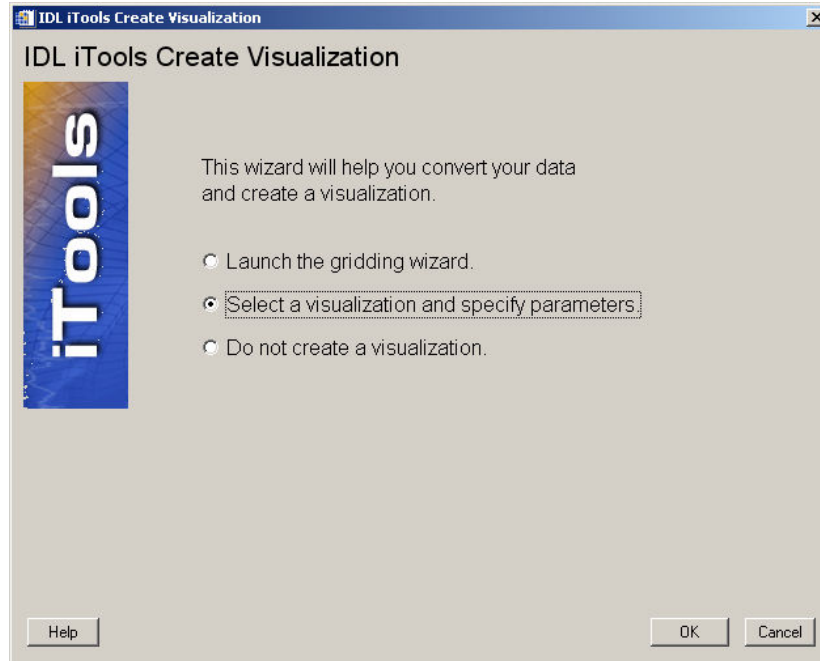 IDL iTools Create Visualization
IDL iTools Create Visualization
iTools
This wizard will help you convert your data
and create a visualization.
Launch the gridding wizard.
Select a visualization and specify parameters.
Do not create a visualization.
Help
OK
Cancel